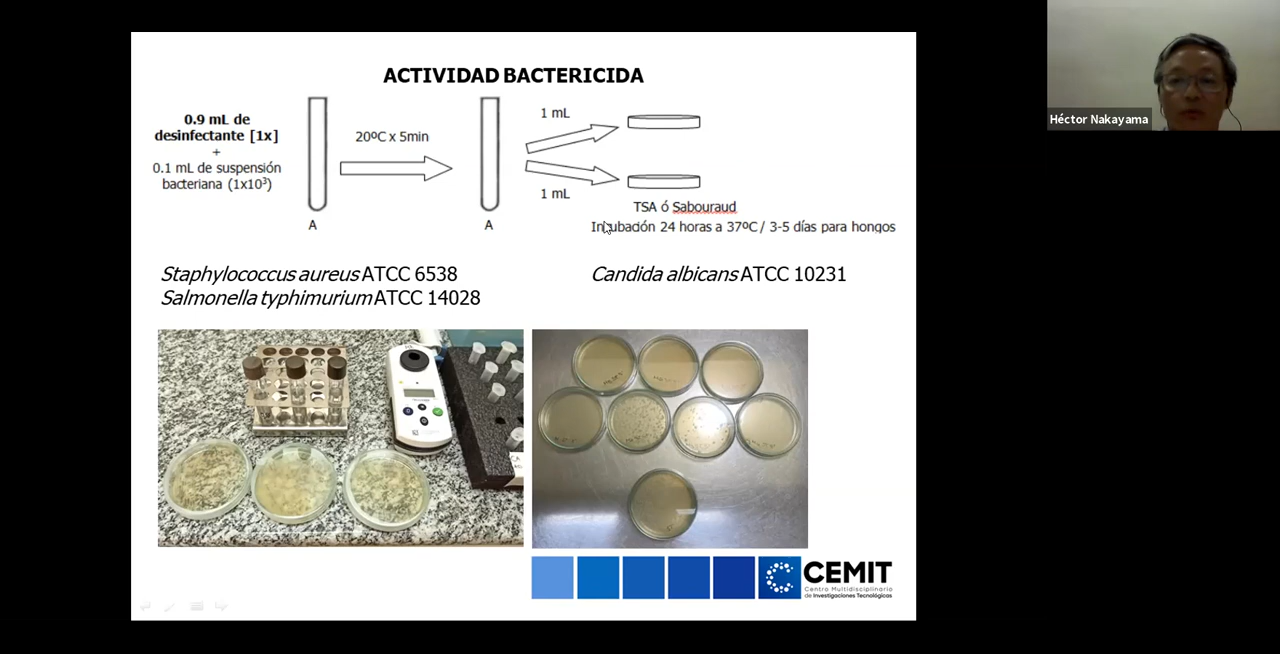 ACTIVIDAD BACTERICIDA
0.9 mL de
desinfectante [1x]
+
0.1 mL de suspensión
bacteriana (1x10³)
A
20ºC x 5min
A
1 mL
1 mL
TSA ó Sabouraud
Incubación 24 horas a 37ºC / 3-5 días para hongos
Staphylococcus aureus ATCC 6538
Salmonella typhimurium ATCC 14028
Candida albicans ATCC 10231
CEMIT
Centro Multidisciplinario
de Investigaciones Tecnológicas
Héctor Nakayama